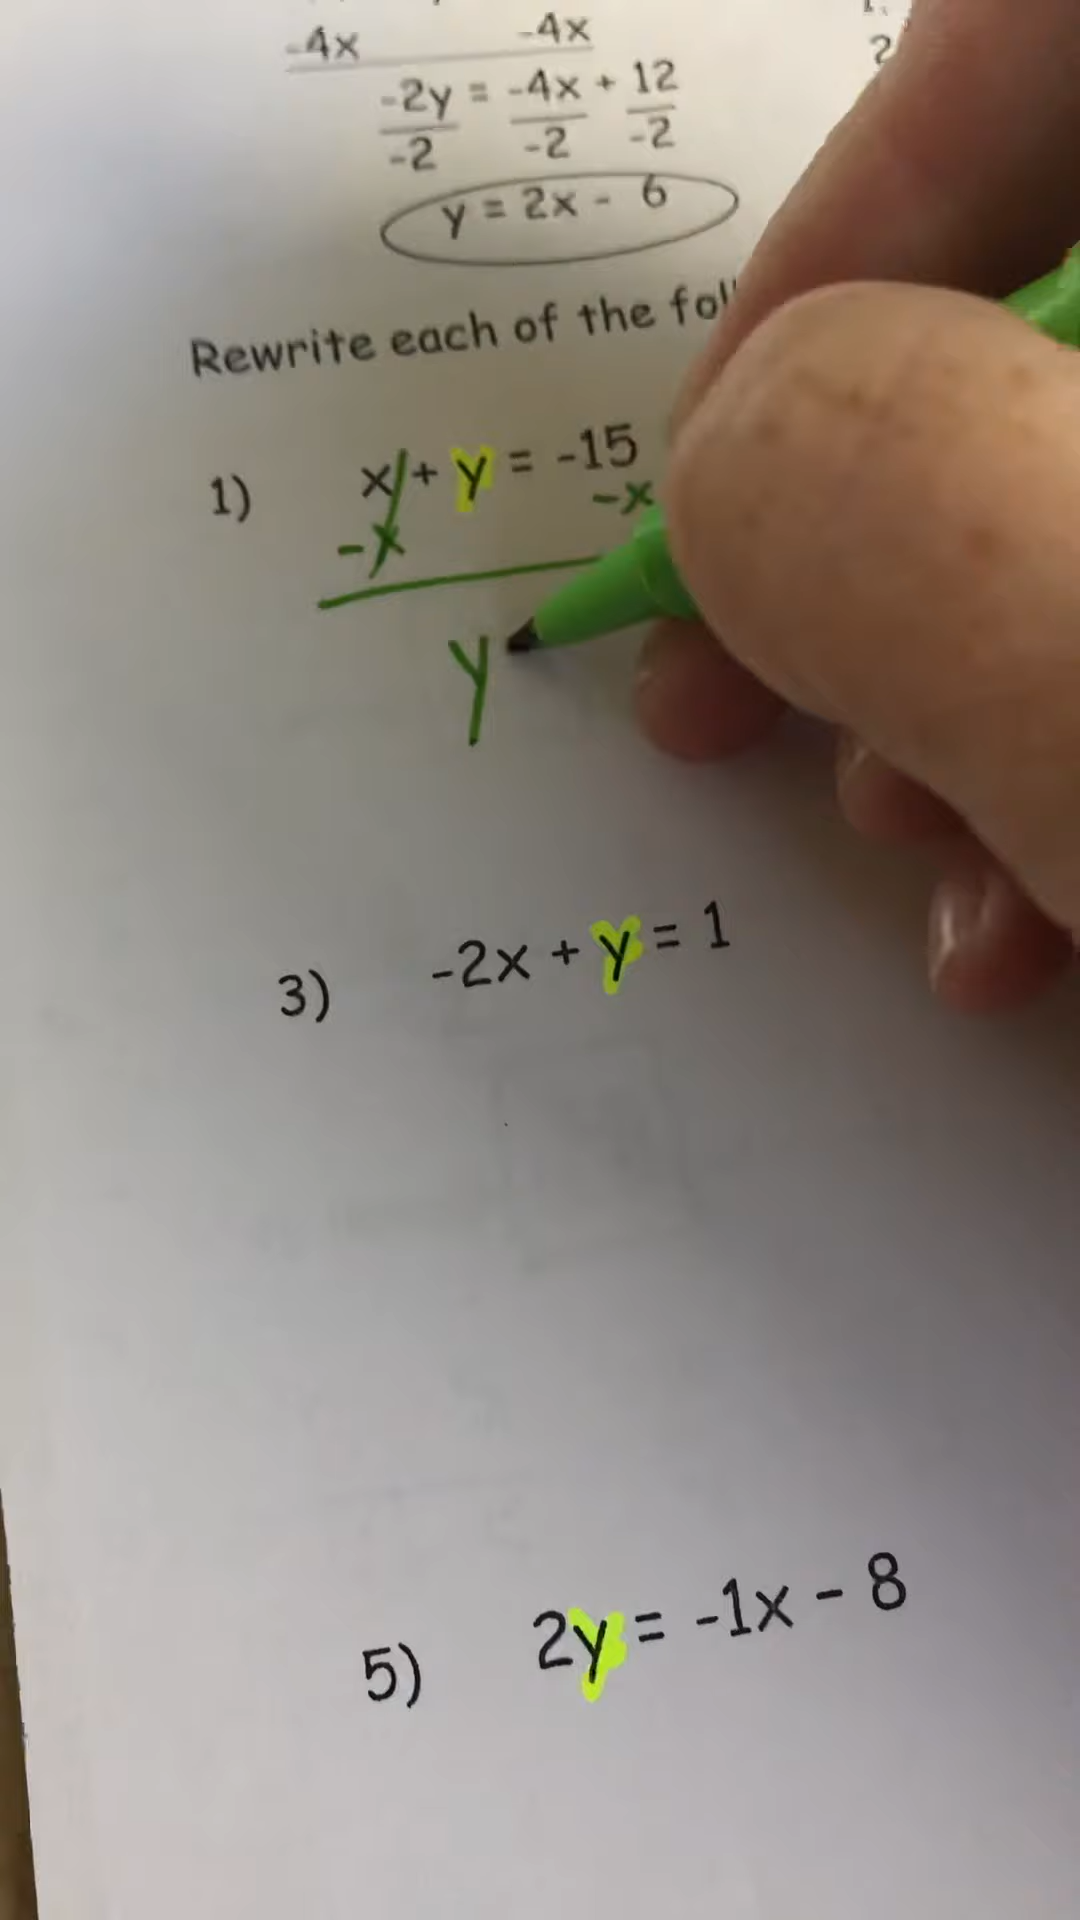 -4x -4x
-2y = -4x + 12
-2 -2 -2
y = 2x - 6
Rewrite each of the
1) x + y = -15
-x -x
y
3) -2x + y = 1
5) 2y = -1x - 8